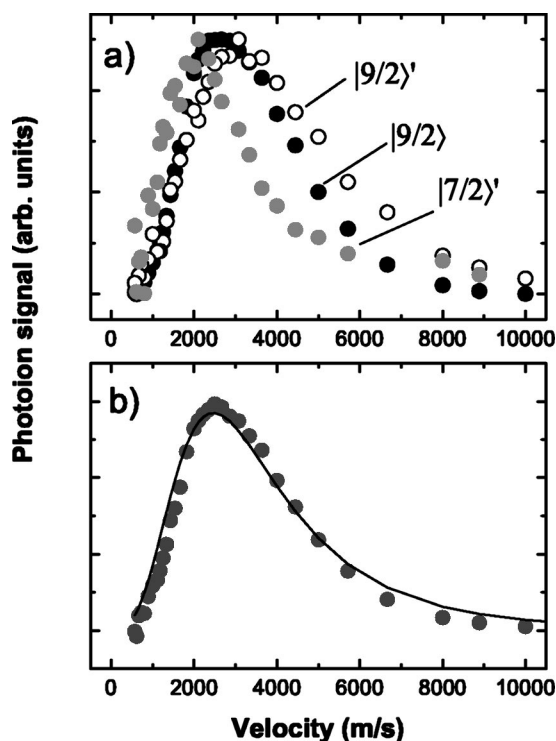 a)
|9/2⟩'
|9/2⟩
|7/2⟩'
0 2000 4000 6000 8000 10000
Photoion signal (arb. units)
b)
0 2000 4000 6000 8000 10000
Velocity (m/s)